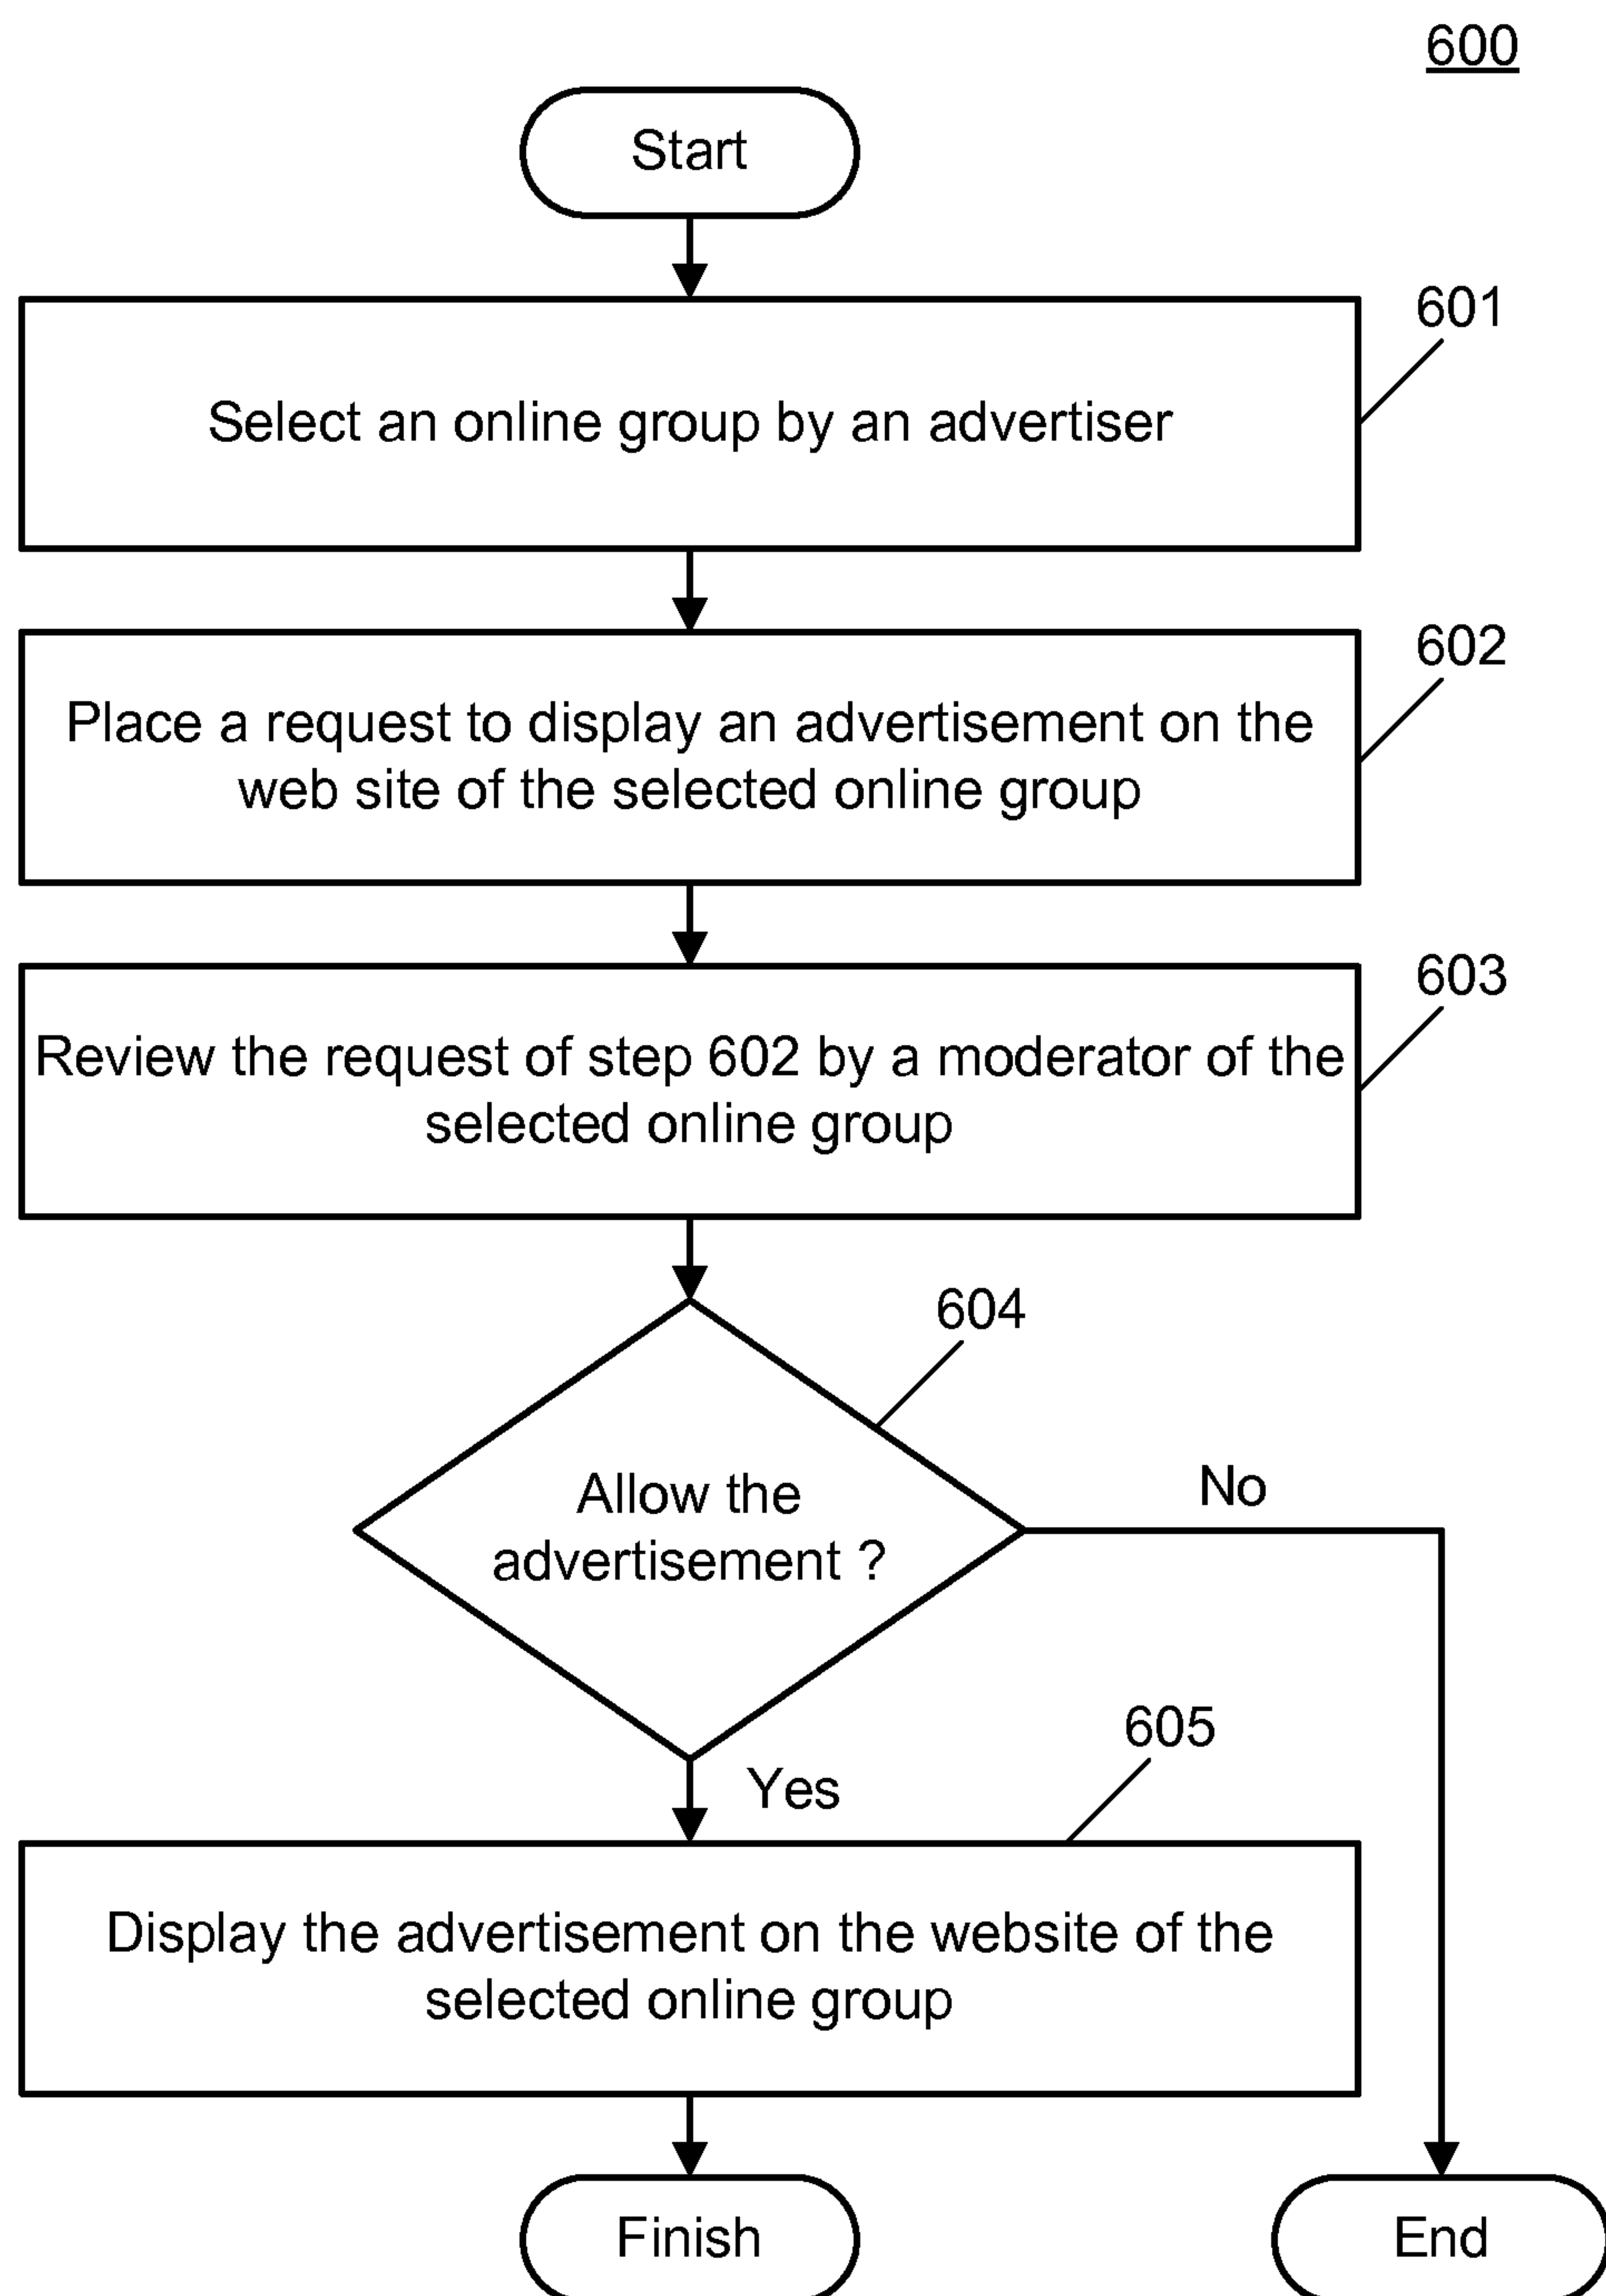 600
Start
601
Select an online group by an advertiser
602
Place a request to display an advertisement on the
web site of the selected online group
603
Review the request of step 602 by a moderator of the
selected online group
604
Allow the
advertisement ?
No
Yes
605
Display the advertisement on the website of the
selected online group
Finish
End